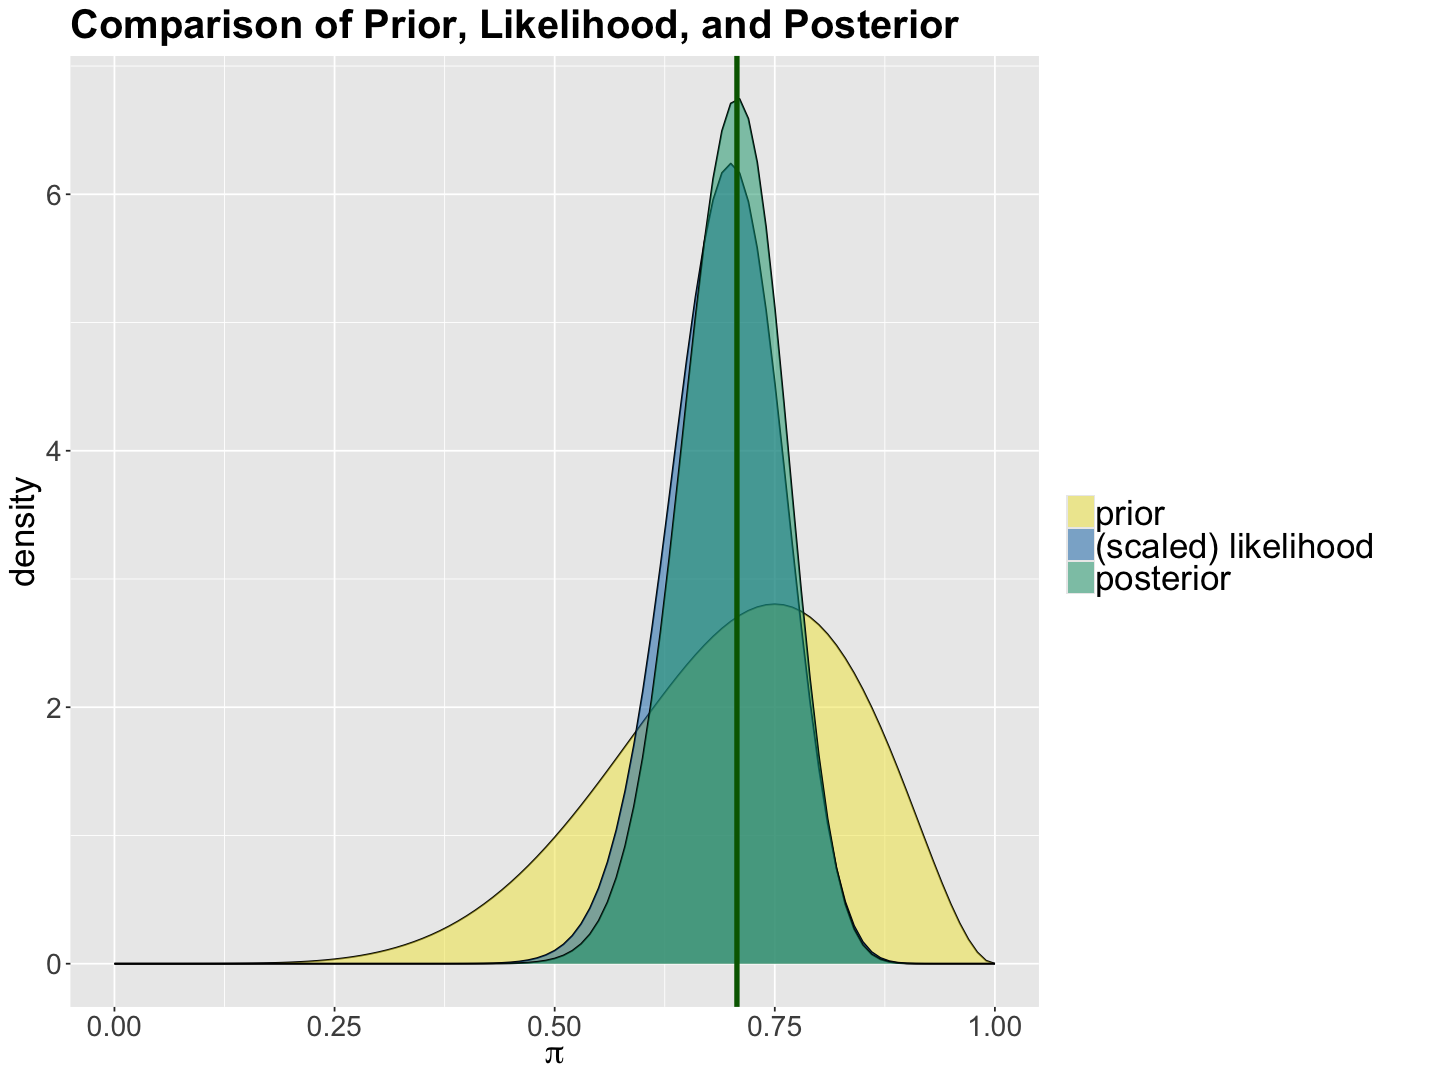 Comparison of Prior, Likelihood, and Posterior
density
6
4
2
0
0.00 0.25 0.50 0.75 1.00
π
prior
(scaled) likelihood
posterior